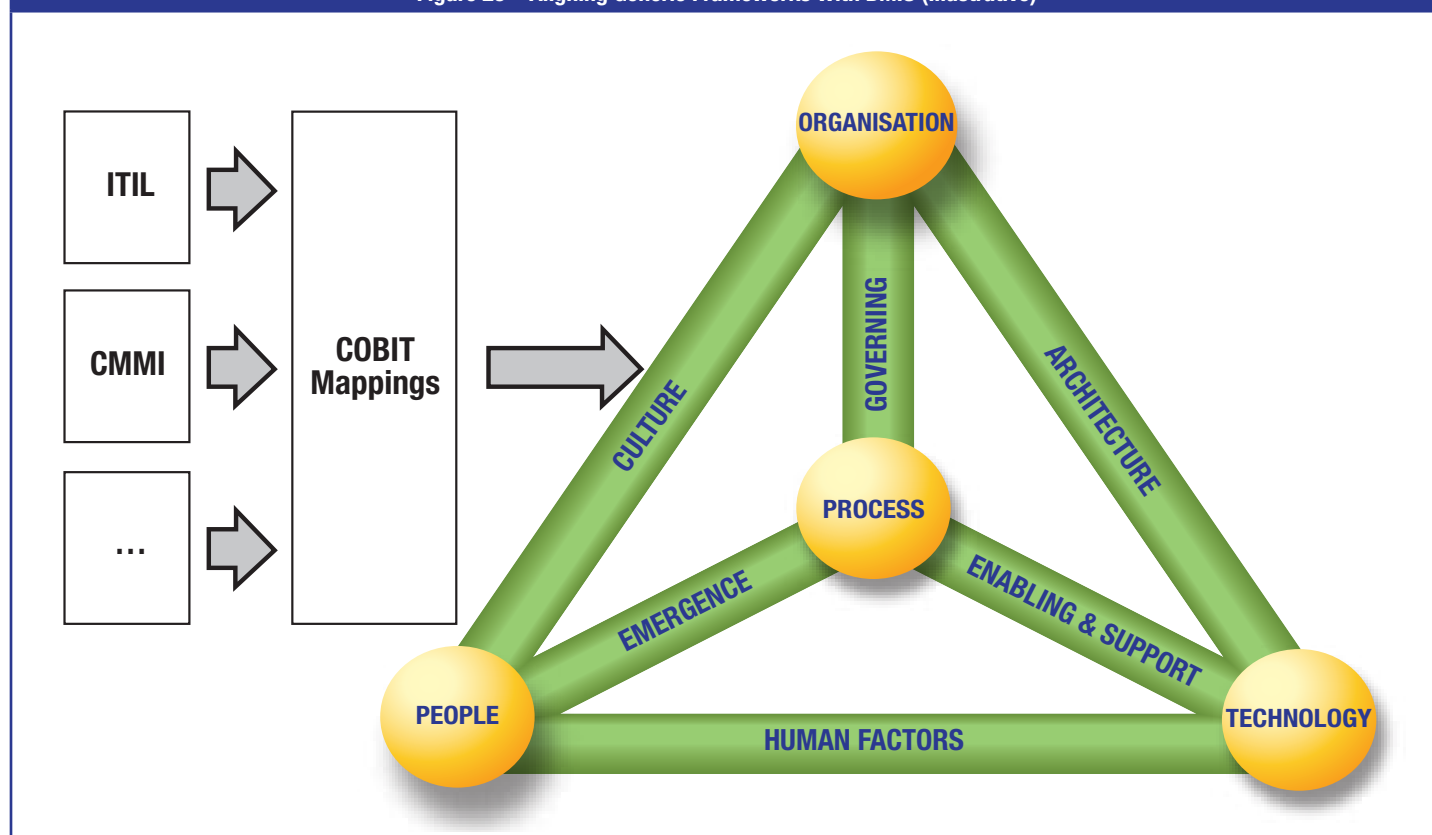 ITIL
CMMI
...
COBIT
Mappings
ORGANISATION
GOVERNING
CULTURE
ARCHITECTURE
PROCESS
EMERGENCE
ENABLING & SUPPORT
PEOPLE
HUMAN FACTORS
TECHNOLOGY